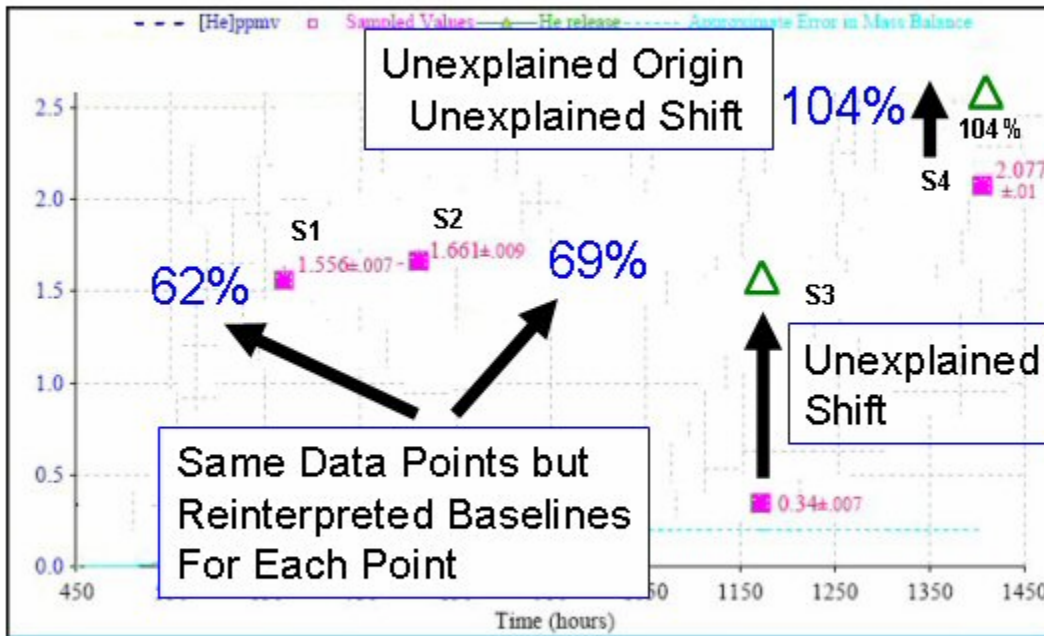 [He]ppmv Sampled Values He release Approximate Error in Mass Balance
Unexplained Origin
Unexplained Shift
104%
104%
2.5
2.0
1.5
1.0
0.5
0.0
S1
1.556±.007
S2
1.661±.009
62%
69%
S3
S4
2.077
±.01
Unexplained
Shift
0.34±.007
Same Data Points but
Reinterpreted Baselines
For Each Point
450 1150 1250 1350 1450
Time (hours)